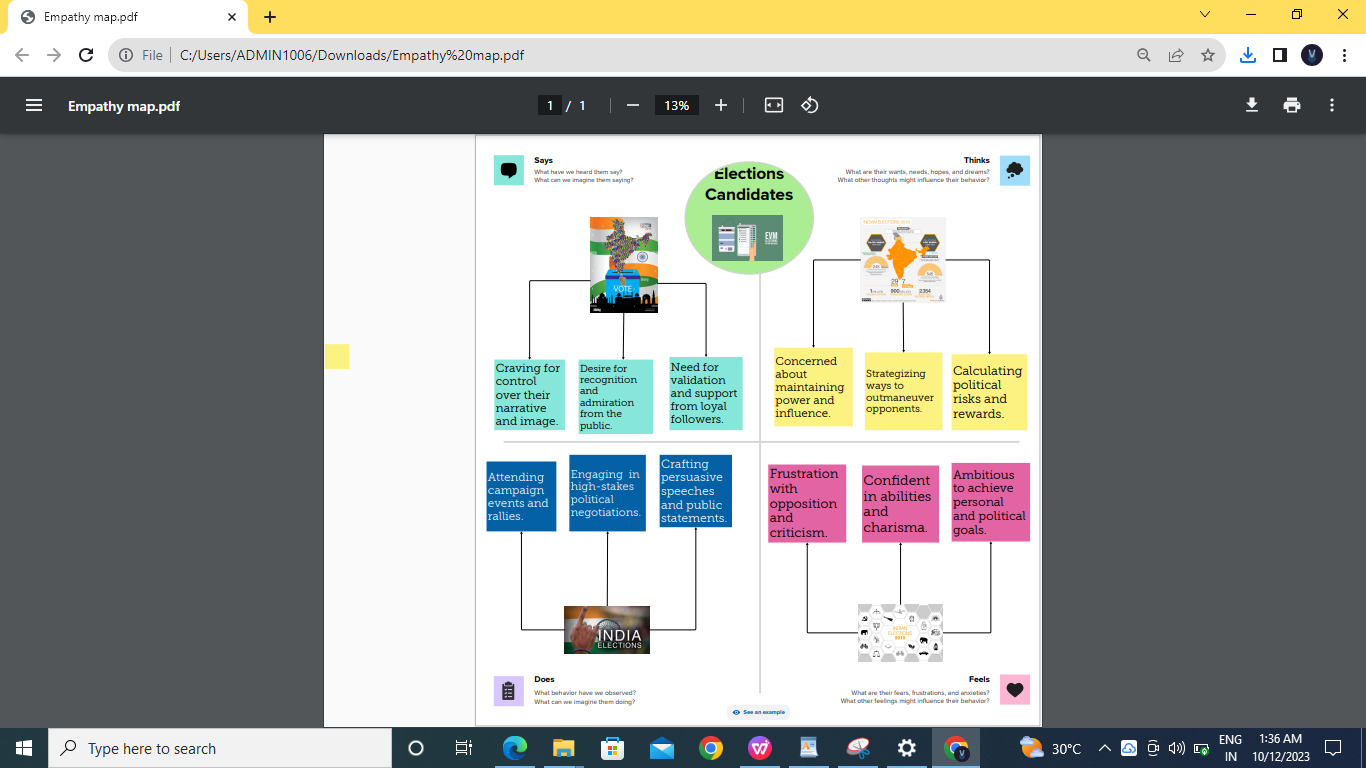 Empathy map.pdf
File
C:/Users/ADMIN1006/Downloads/Empathy%20map.pdf
Empathy map.pdf
1 / 1
13%
Says
What have we heard them say?
What can we imagine them saying?
Elections
Candidates
EVM
Thinks
What are their wants, needs, hopes, and dreams?
What other thoughts might influence their behavior?
VOTE
Craving for
control
over their
narrative
and image.
Desire for
recognition
and
admiration
from the
public.
Need for
validation
and support
from loyal
followers.
Concerned
about
maintaining
power and
influence.
Strategizing
ways to
outmaneuver
opponents.
Calculating
political
risks and
rewards.
Attending
campaign
events and
rallies.
Engaging in
high-stakes
political
negotiations.
Crafting
persuasive
speeches
and public
statements.
Frustration
with
opposition
and
criticism.
Confident
in abilities
and
charisma.
Ambitious
to achieve
personal
and political
goals.
INDIA
ELECTIONS
INDIAN
ELECTIONS
2019
Does
What behavior have we observed?
What can we imagine them doing?
See an example
Feels
What are their fears, frustrations, and anxieties?
What other feelings might influence their behavior?
Type here to search
30°C
ENG
IN
1:36 AM
10/12/2023